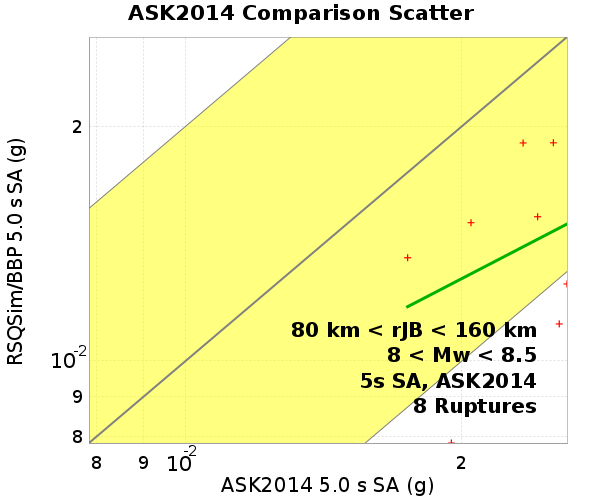 ASK2014 Comparison Scatter
RSQSim/BBP 5.0 s SA (g)
2
10^-2
9
8
80 km < rJB < 160 km
8 < Mw < 8.5
5s SA, ASK2014
8 Ruptures
8 9 10^-2 2
ASK2014 5.0 s SA (g)